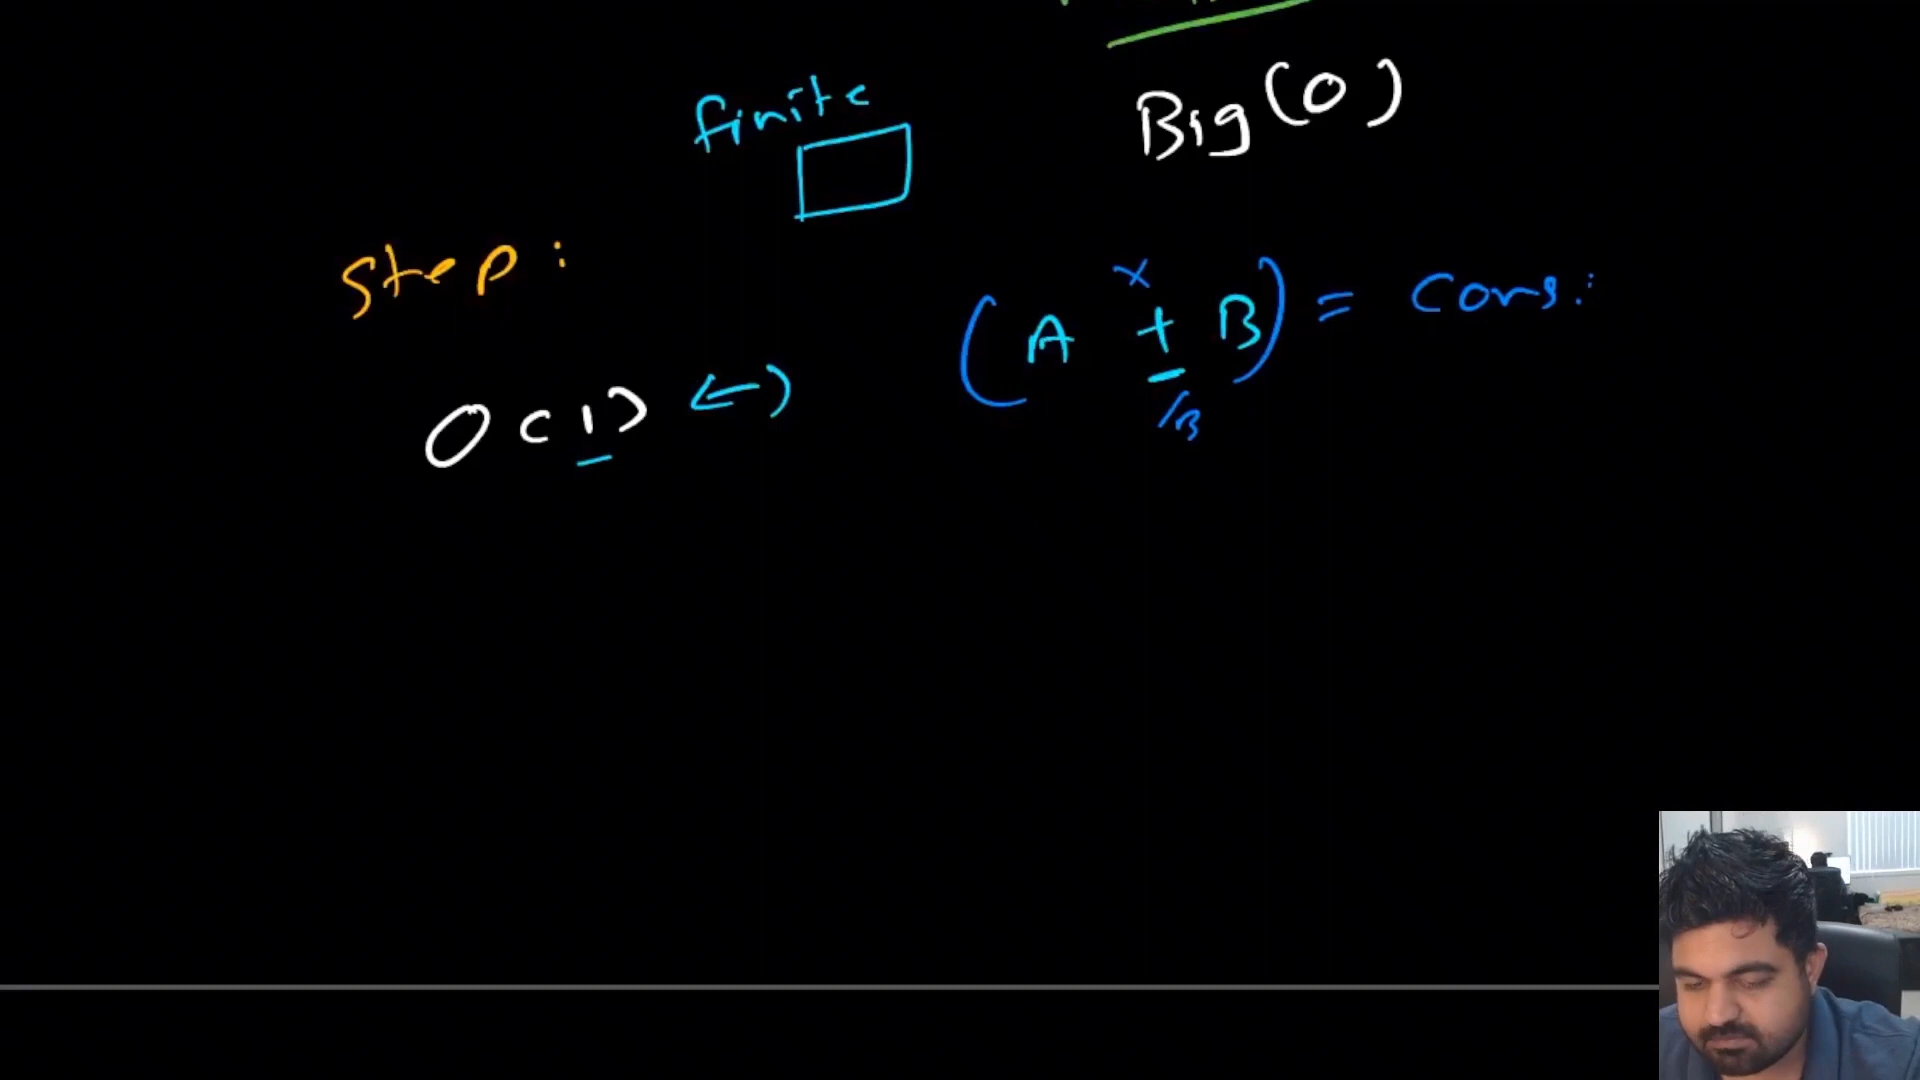 finite
Big(O)
Step:
x
(A + B) = Cons:
O(1) ↔
/B